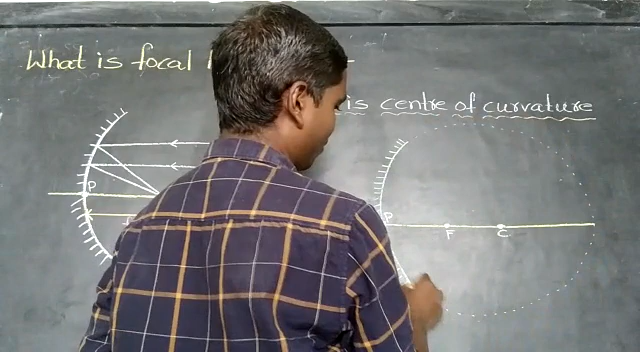 What is focal
is centre of curvature
P
P F C